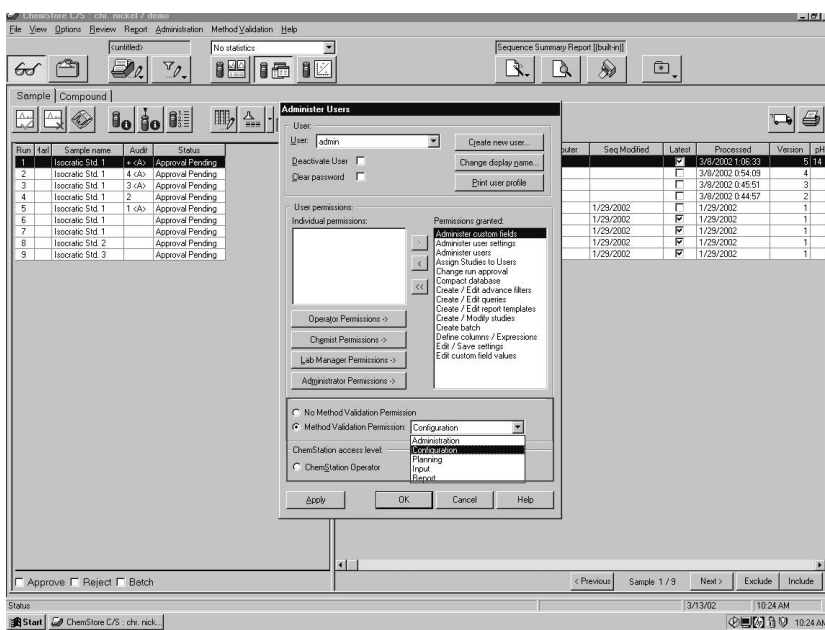 ChemStore C/S : chr. nickel / demo
File View Options Review Report Administration Method Validation Help
<untitled> No statistics Sequence Summary Report [(built-in)]
Sample Compound
Run Sample name Audit Status
1 Isocratic Std. 1 + <A> Approval Pending
2 Isocratic Std. 1 4 <A> Approval Pending
3 Isocratic Std. 1 3 <A> Approval Pending
4 Isocratic Std. 1 2 Approval Pending
5 Isocratic Std. 1 1 <A> Approval Pending
6 Isocratic Std. 1 Approval Pending
7 Isocratic Std. 1 Approval Pending
8 Isocratic Std. 2 Approval Pending
9 Isocratic Std. 3 Approval Pending
Administer Users
User:
User: admin Create new user...
Deactivate User Change display name...
Clear password Print user profile
User permissions:
Individual permissions: Permissions granted:
Administer custom fields
Administer user settings
Administer users
Assign Studies to Users
Change run approval
Compact database
Create / Edit advance filters
Create / Edit queries
Create / Edit report templates
Create / Modify studies
Create batch
Define columns / Expressions
Edit / Save settings
Edit custom field values
> < <<
Operator Permissions ->
Chemist Permissions ->
Lab Manager Permissions ->
Administrator Permissions ->
No Method Validation Permission
Method Validation Permission: Configuration
Administration
Configuration
Planning
Input
Report
ChemStation access level:
ChemStation Operator
Apply OK Cancel Help
puter Seq Modified Latest Processed Version pH
3/8/2002 1:06:33 5 14
3/8/2002 0:54:09 4
3/8/2002 0:45:51 3
3/8/2002 0:44:57 2
1/29/2002 1/29/2002 1
1/29/2002 1/29/2002 1
1/29/2002 1/29/2002 1
1/29/2002 1/29/2002 1
1/29/2002 1/29/2002 1
Approve Reject Batch
< Previous Sample 1 / 9 Next > Exclude Include
Status 3/13/02 10:24 AM
Start ChemStore C/S : chr. nick... 10:24 AM